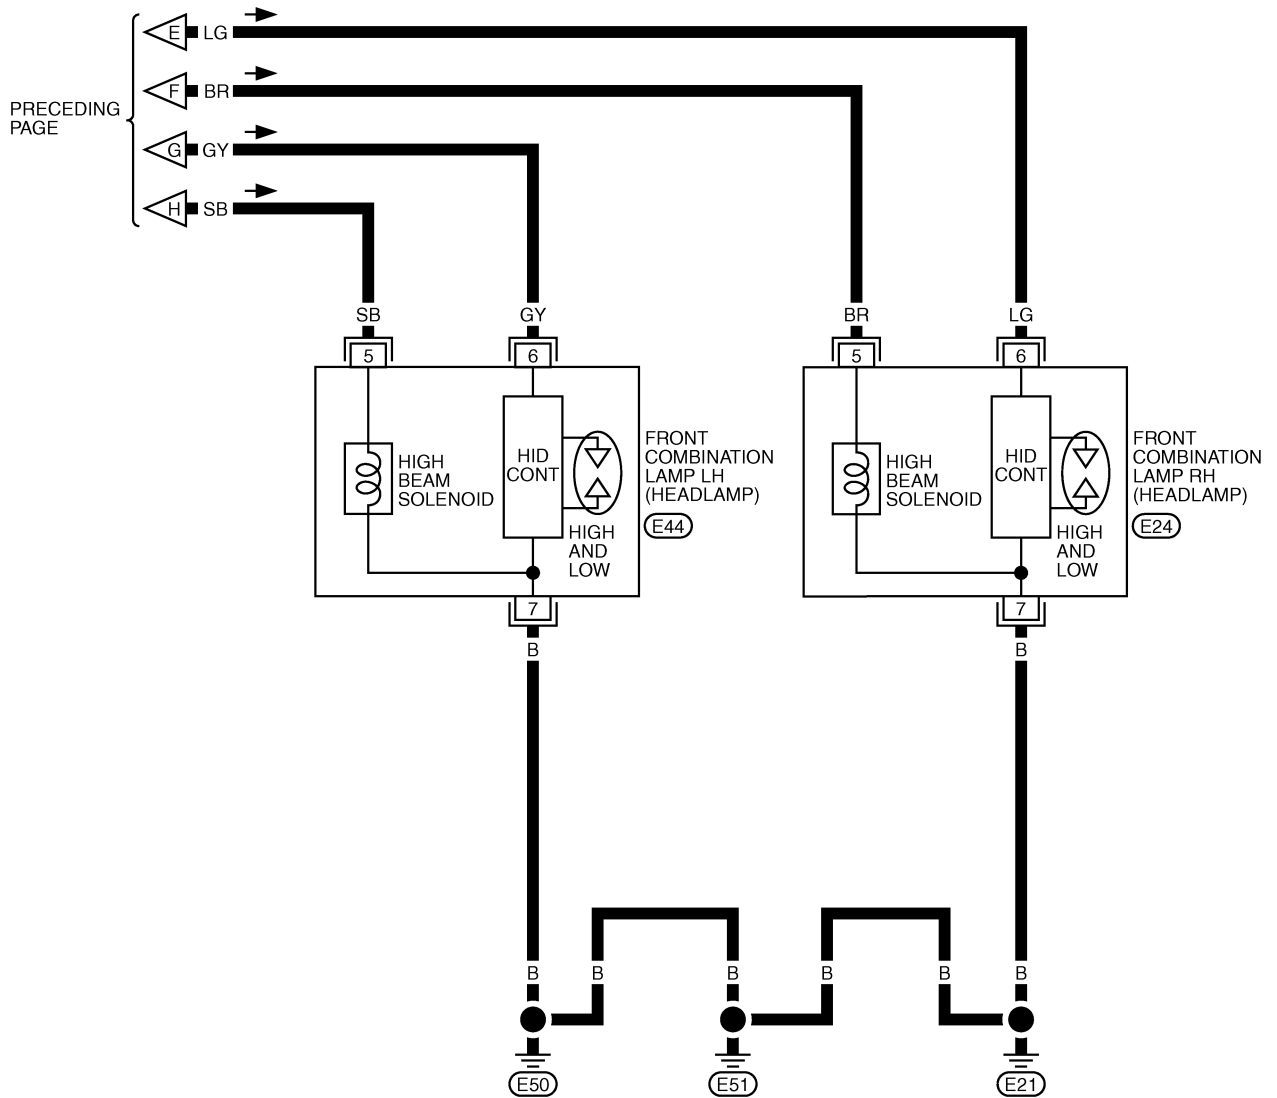 E LG
F BR
PRECEDING
PAGE
G GY
H SB
SB GY BR LG
5 6 5 6
HIGH
BEAM
SOLENOID
HID
CONT
HIGH
AND
LOW
FRONT
COMBINATION
LAMP LH
(HEADLAMP)
E44
HIGH
BEAM
SOLENOID
HID
CONT
HIGH
AND
LOW
FRONT
COMBINATION
LAMP RH
(HEADLAMP)
E24
7 7
B B
B B B B B B
E50 E51 E21